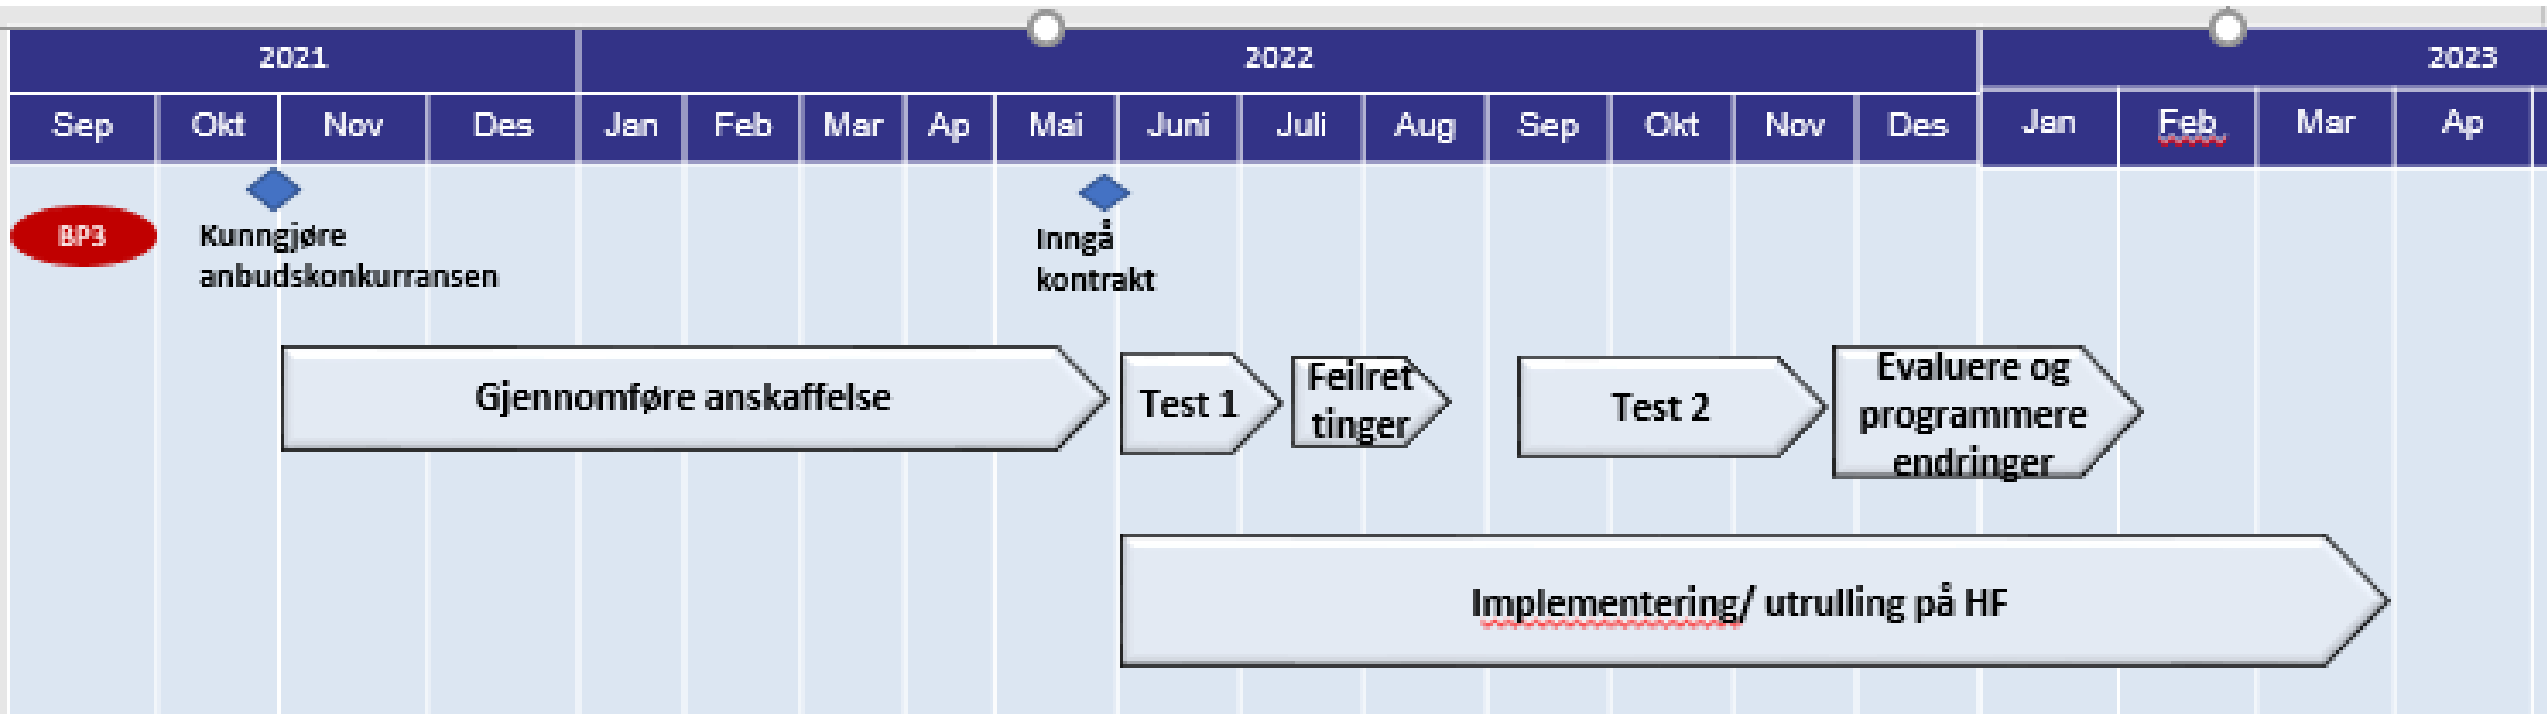 2021 2022 2023
Sep Okt Nov Des Jan Feb Mar Ap Mai Juni Juli Aug Sep Okt Nov Des Jan Feb Mar Ap
BP3
Kunngjøre
anbudskonkurransen
Inngå
kontrakt
Gjennomføre anskaffelse
Test 1
Feilret
tinger
Test 2
Evaluere og
programmere
endringer
Implementering/ utrulling på HF